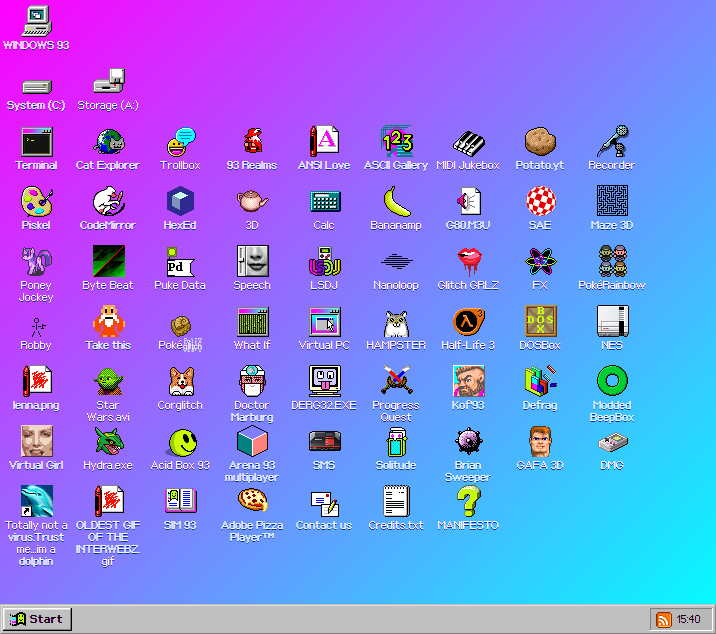 WINDOWS 93
System (C:) Storage (A:)
Terminal Cat Explorer Trollbox 93 Realms ANSI Love ASCII Gallery MIDI Jukebox Potato.yt Recorder
Piskel CodeMirror HexEd 3D Calc Bananamp G80.M3U SAE Maze 3D
Poney Jockey Byte Beat Puke Data Speech LSDJ Nanoloop Glitch GRLZ FX PokéRainbow
Robby Take this Poké What If Virtual PC HAMPSTER Half-Life 3 DOSBox NES
lenna.png Star Wars.avi Corglitch Doctor Marburg DERG32.EXE Progress Quest Kof'93 Defrag Modded BeepBox
Virtual Girl Hydra.exe Acid Box 93 Arena 93 multiplayer SMS Solitude Brian Sweeper GAFA 3D DMG
Totally not a virus.Trust me...im a dolphin OLDEST GIF OF THE INTERWEBZ.gif SIM 93 Adobe Pizza Player™ Contact us Credits.txt MANIFESTO
Start 15:40